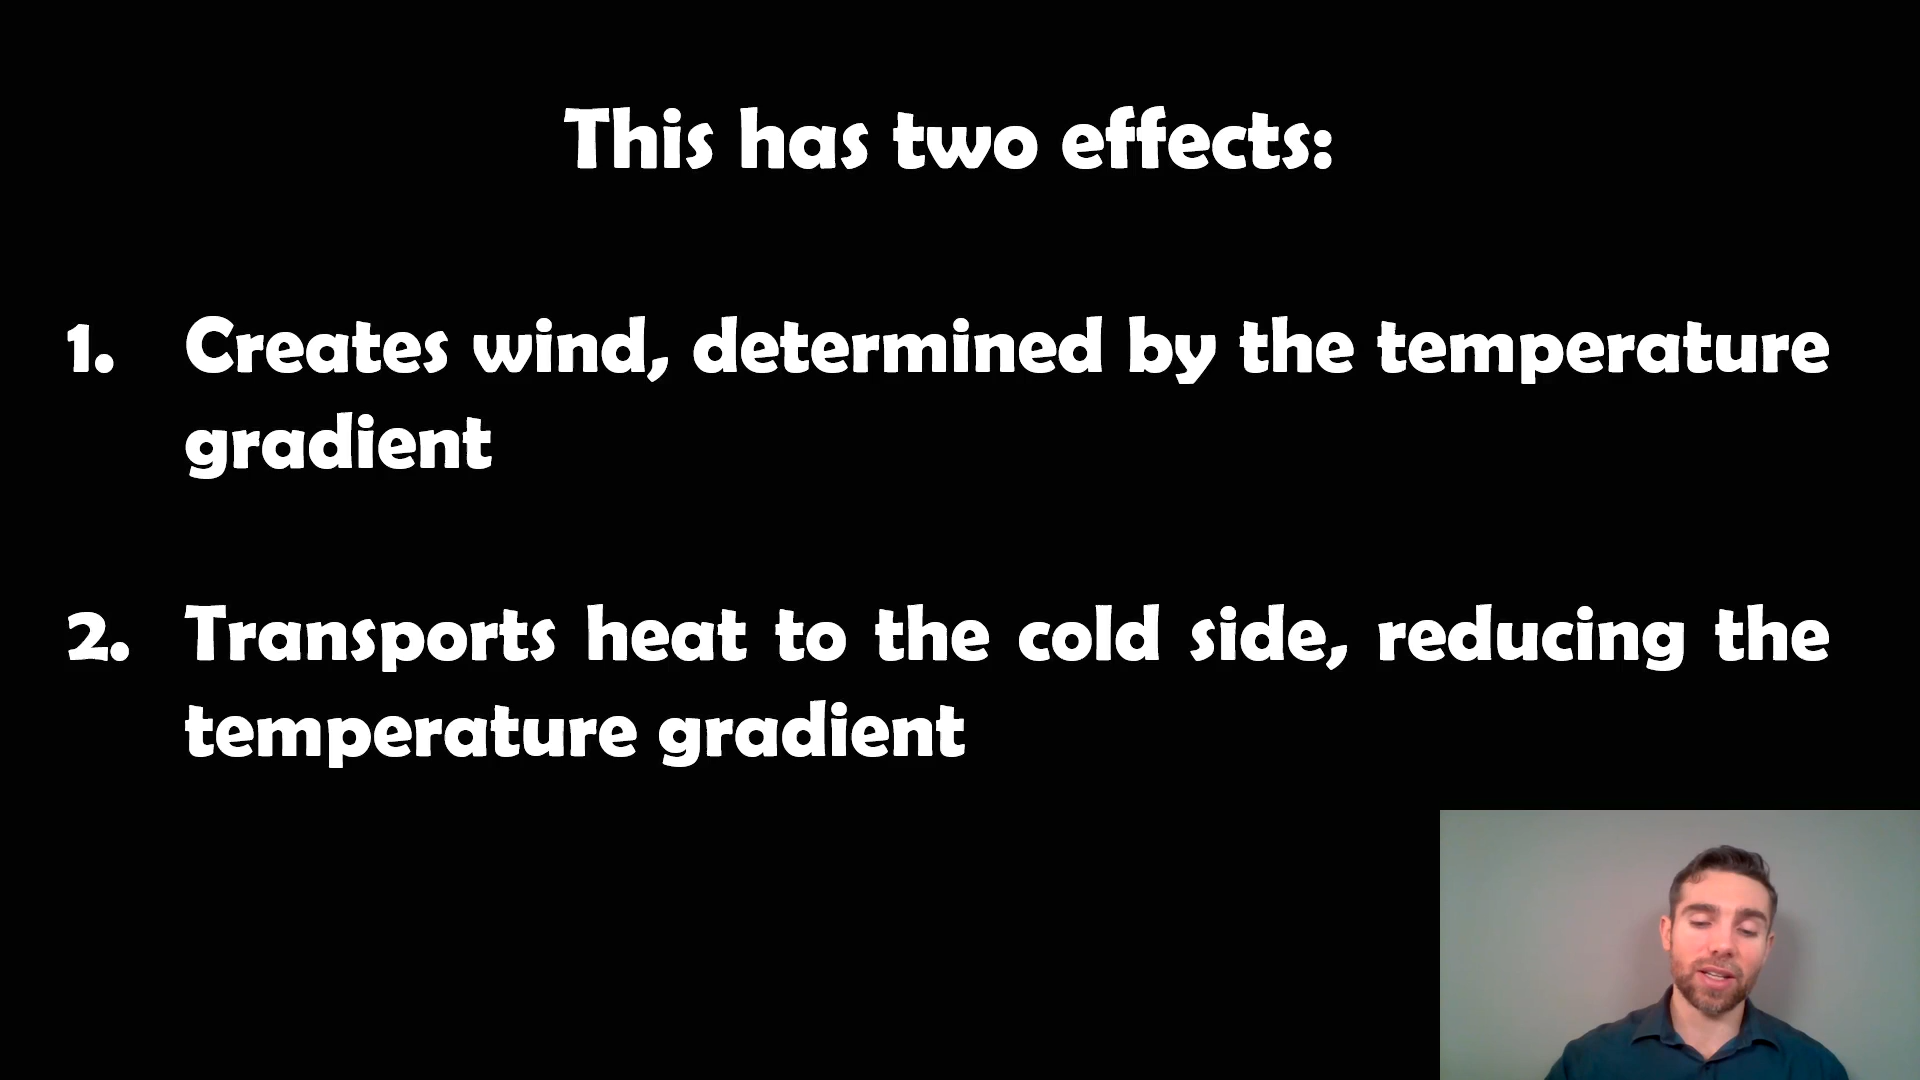 This has two effects:
1. Creates wind, determined by the temperature
gradient
2. Transports heat to the cold side, reducing the
temperature gradient